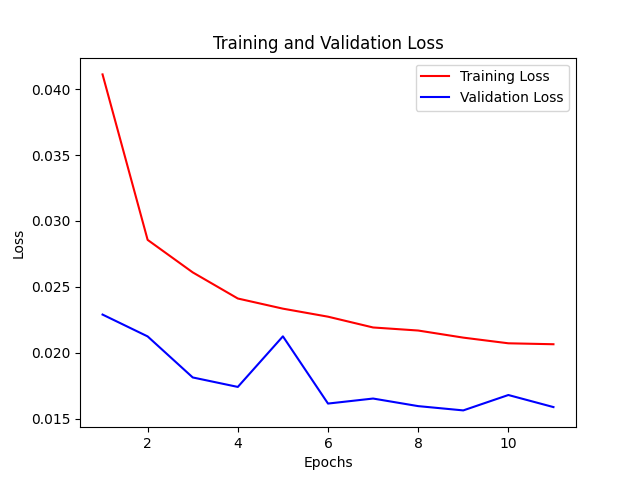 Training and Validation Loss
Training Loss
Validation Loss
0.040
0.035
0.030
0.025
0.020
0.015
Loss
2 4 6 8 10
Epochs